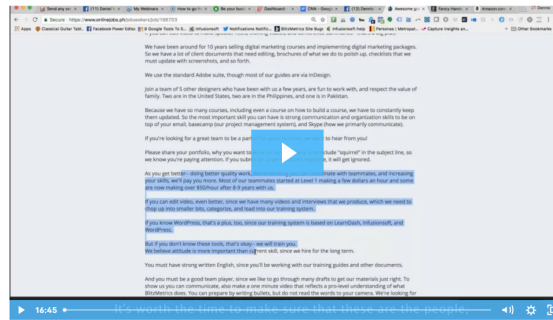 Secure https://www.onlinejobs.ph/jobseekers/job/166703
Apps Classical Guitar Tabl.. Facebook Power Editor Google Tools To S.. Infusionsoft Notific.. BlitzMetrics Site Bugs Infusionsoft help Personas | Metropol.. Capture Insights an.. Other Bookmarks
We have been around for 10 years selling digital marketing courses and implementing digital marketing packages.
So we have a lot of client documents that need editing, brochures of what we do to polish up, checklists that we
must update with screenshots, and so forth.
We use the standard Adobe suite, though most of our guides are via InDesign.
Join a team of 5 other designers who have been with us a few years, are fun to work with, and respect the value of
family. Two are in the United States, two are in the Philippines, and one is in Pakistan.
Because we have so many courses, including even a course on how to build a course, we have to constantly keep
them updated. So the most important skill you can have is strong communication and organization skills to be on
top of your email, basecamp (our project management system), and Skype (how we primarily communicate).
If you're looking for a great team to be a par to hear from you!
Please share your portfolio, why you want to include "squirrel" in the subject line, so
we know you're paying attention. If you subm it will get ignored.
As you get better-- doing better quality work, with teammates, and increasing
your skills, we'll pay you more. Most of our teammates started at Level 1 making a few dollars an hour and some
are now making over $50/hour after 8-9 years with us.
If you can edit video, even better, since we have many videos and interviews that we produce, which we need to
chop up into smaller bits, categorize, and load into our training system.
If you know WordPress, that's a plus, too, since our training system is based on LearnDash, Infusionsoft, and
WordPress.
But if you don't know these tools, that's okay-- we will train you.
We believe attitude is more important than current skill, since we hire for the long term.
You must have strong written English, since you'll be working with our training guides and other documents.
And you must be a good team player, since we like to go through many drafts to get our materials just right. To
show us you can communicate, also make a one minute video that reflects a pro-level understanding of what
BlitzMetrics does. You can prepare by writing bullets, but do not read the words to your camera. We're looking for
16:45
It's worth the time to make sure that these are the people,